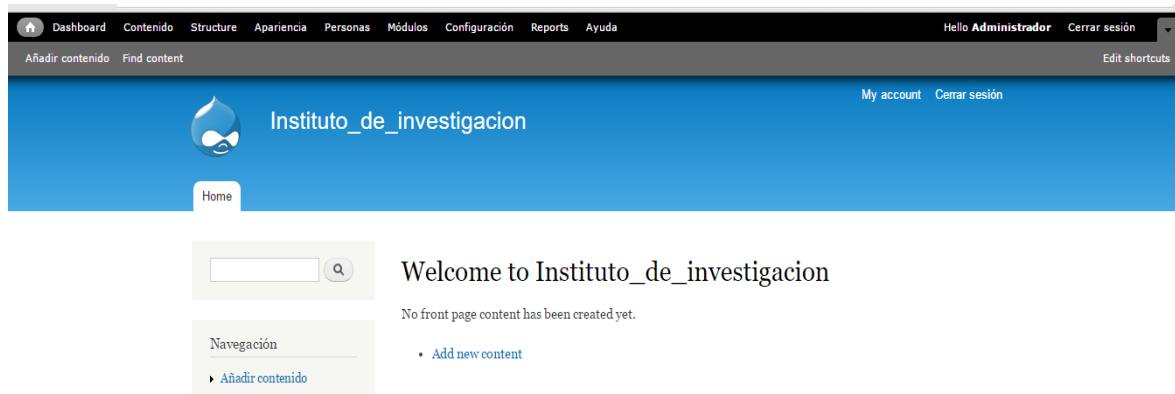 Dashboard Contenido Structure Apariencia Personas Módulos Configuración Reports Ayuda Hello Administrador Cerrar sesión
Añadir contenido Find content Edit shortcuts
My account Cerrar sesión
Instituto_de_investigacion
Home
Welcome to Instituto_de_investigacion
No front page content has been created yet.
Add new content
Navegación
Añadir contenido